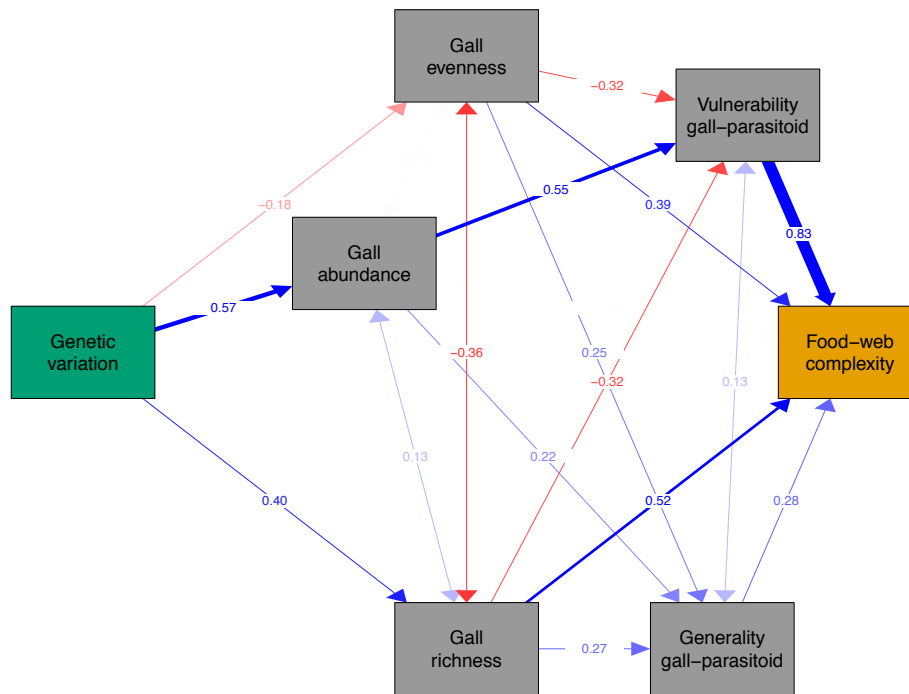 Gall
evenness
−0.32
Vulnerability
gall−parasitoid
−0.18
0.55
0.39
0.83
Gall
abundance
0.57
Genetic
variation
−0.36
0.25
−0.32
0.13
Food−web
complexity
0.13
0.22
0.40
0.52
0.28
Gall
richness
0.27
Generality
gall−parasitoid